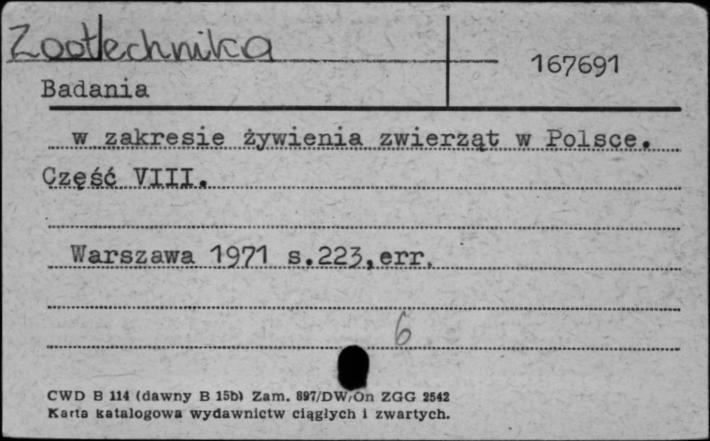 Zootechnika
167691
Badania
w zakresie żywienia zwierząt w Polsce.
Część VIII.
Warszawa 1971 s.223,err.
6
CWD B 114 (dawny B 15b) Zam. 897/DW/On ZGG 2542
Karta katalogowa wydawnictw ciągłych i zwartych.